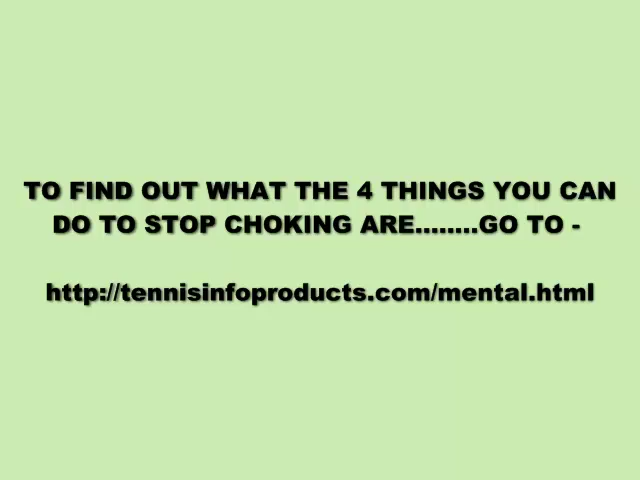 TO FIND OUT WHAT THE 4 THINGS YOU CAN
DO TO STOP CHOKING ARE........GO TO -
http://tennisinfoproducts.com/mental.html